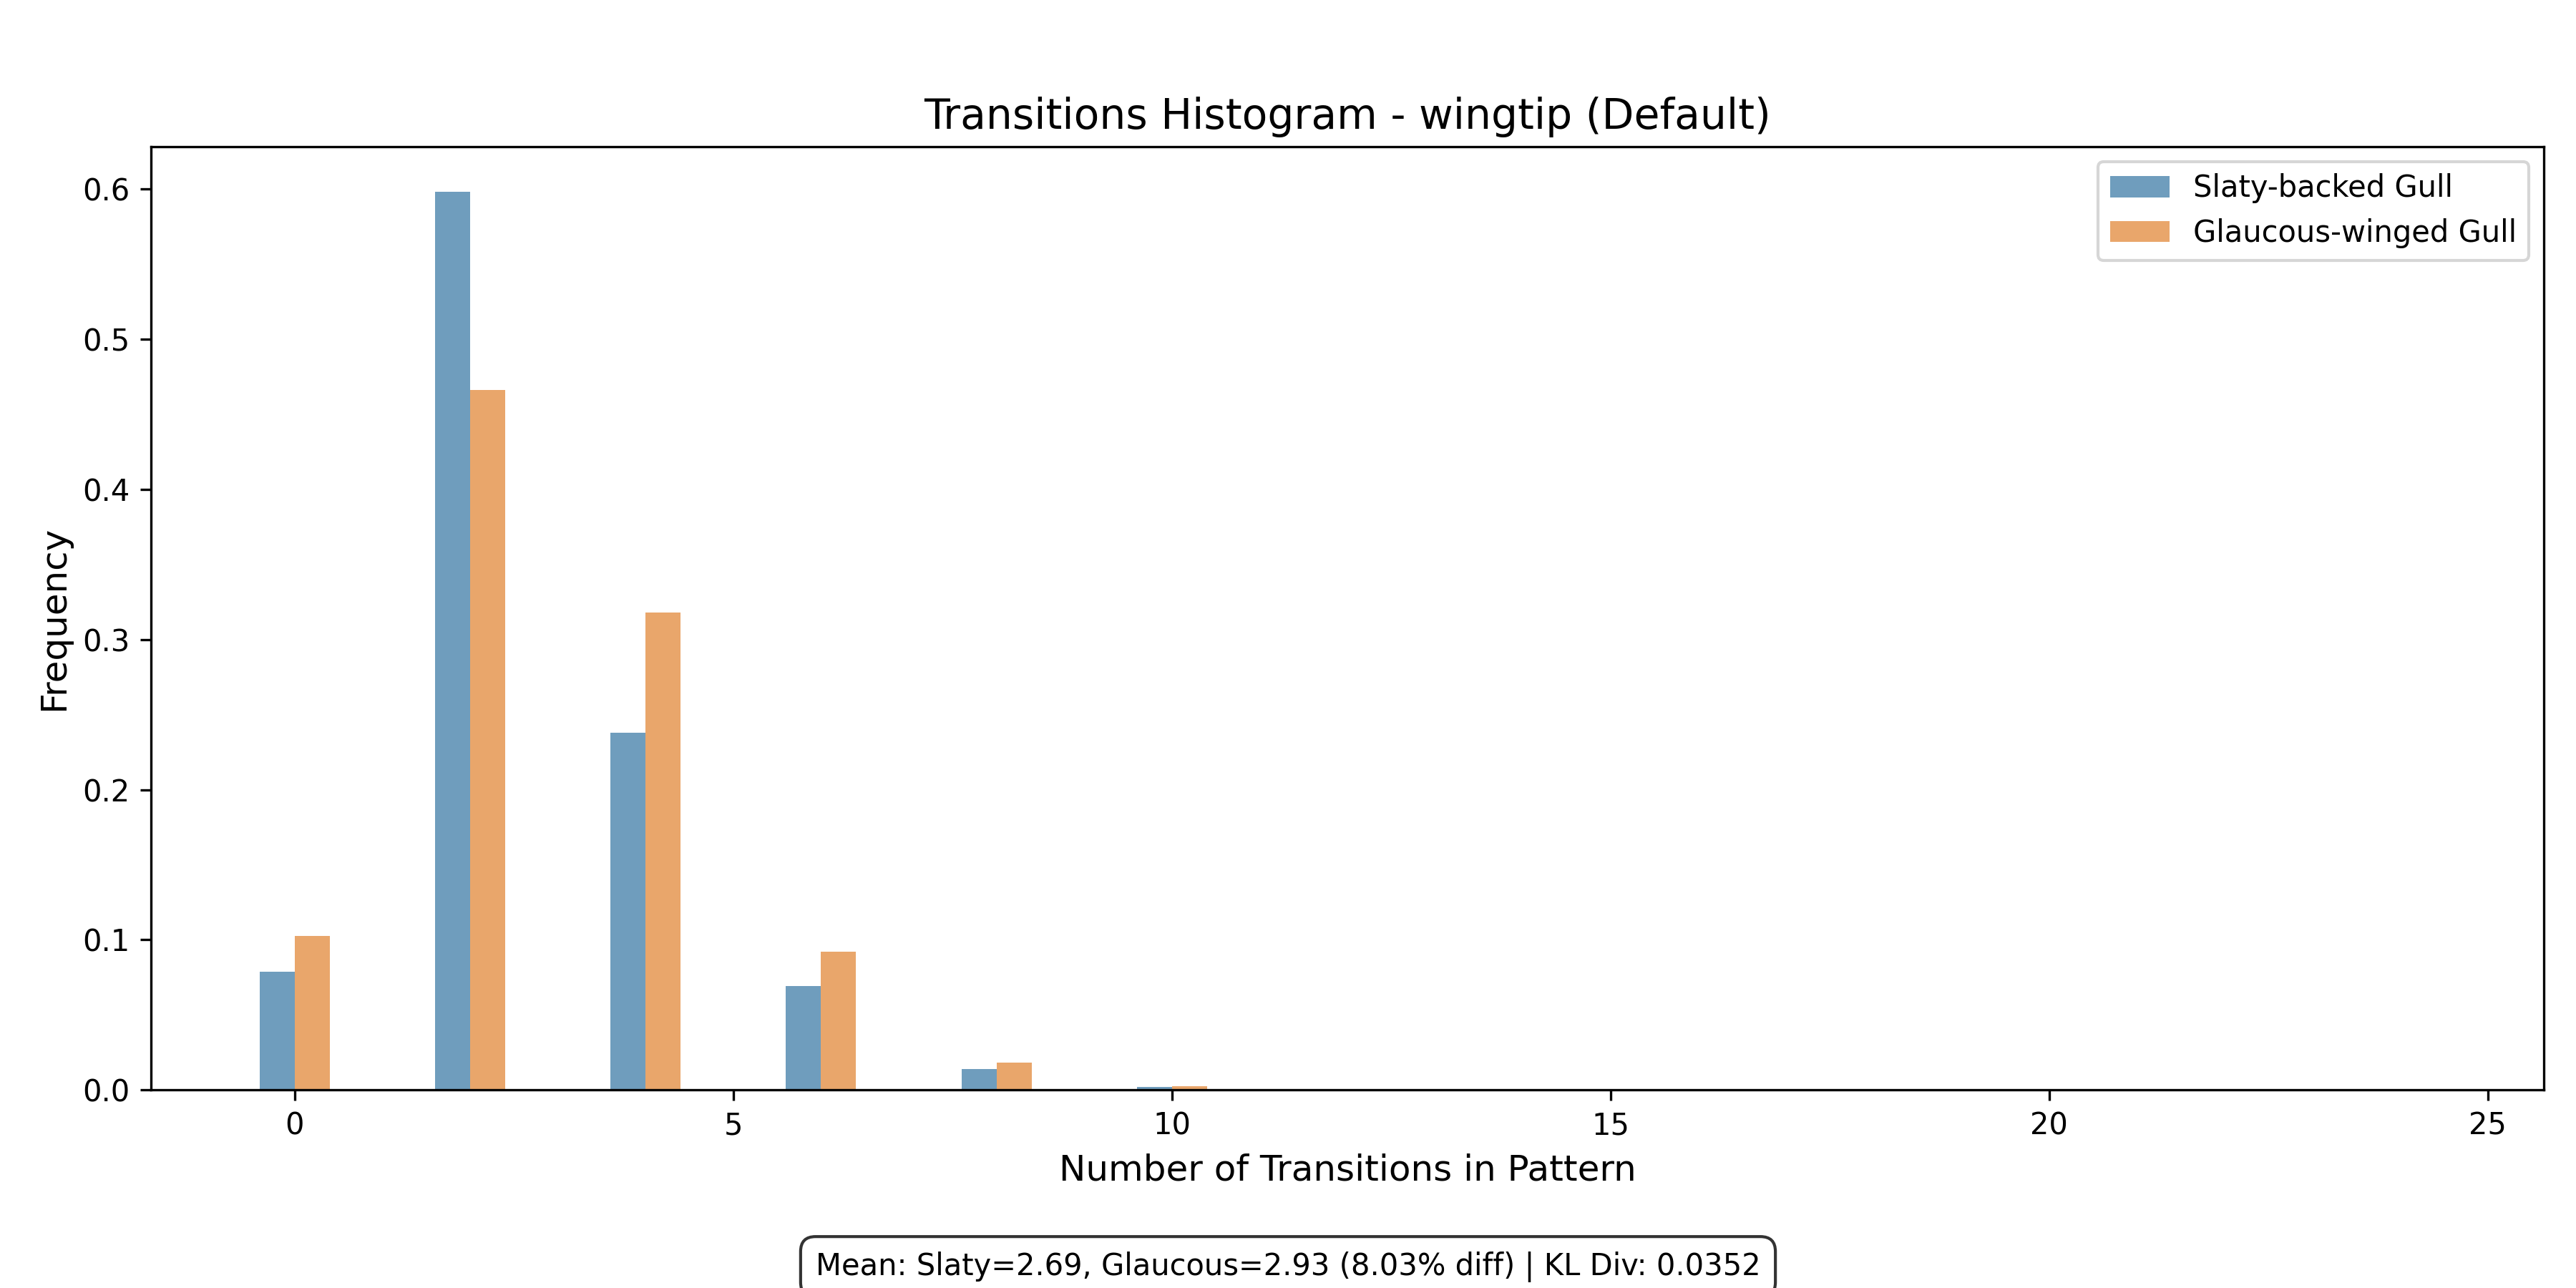 Transitions Histogram - wingtip (Default)
Slaty-backed Gull
Glaucous-winged Gull
Frequency
0.6
0.5
0.4
0.3
0.2
0.1
0.0
0 5 10 15 20 25
Number of Transitions in Pattern
Mean: Slaty=2.69, Glaucous=2.93 (8.03% diff) | KL Div: 0.0352